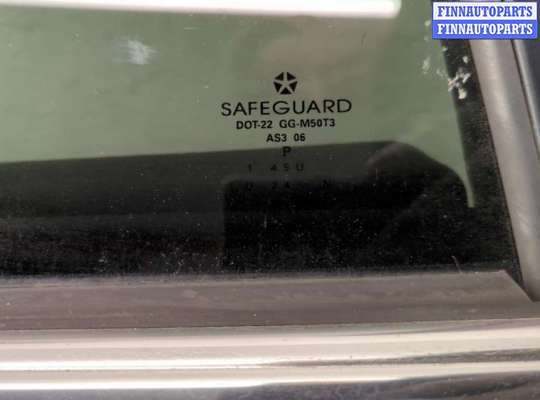 FINNAUTOPARTS
FINNAUTOPARTS
SAFEGUARD
DOT-22 GG-M50T3
AS3 06
P